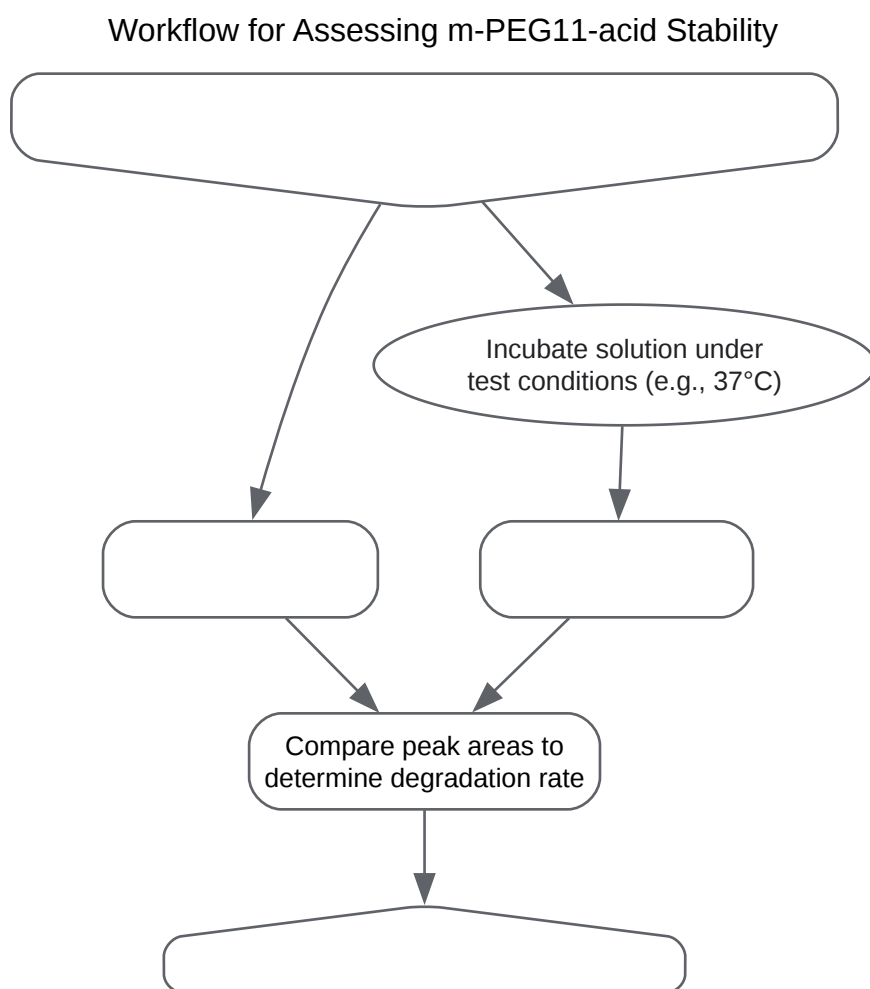 Workflow for Assessing m-PEG11-acid Stability
Incubate solution under
test conditions (e.g., 37°C)
Compare peak areas to
determine degradation rate